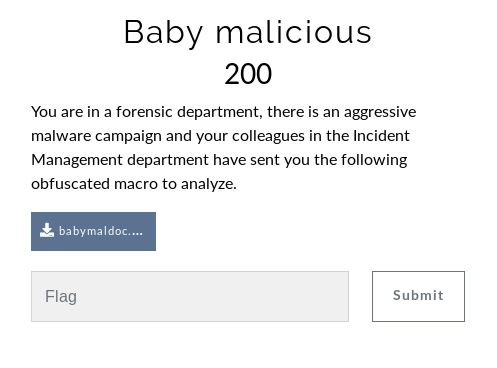 Baby malicious
200
You are in a forensic department, there is an aggressive
malware campaign and your colleagues in the Incident
Management department have sent you the following
obfuscated macro to analyze.
babymaldoc....
Flag
Submit